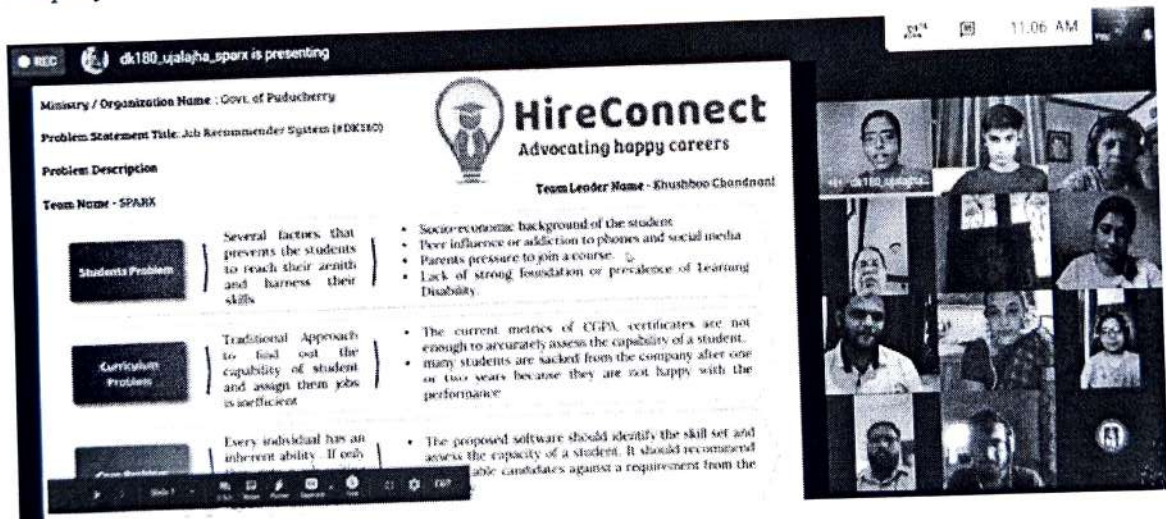 REC
dk180_ujalajha_sparx is presenting
11:06 AM
Ministry / Organization Name : Govt. of Puducherry
Problem Statement Title: Job Recommender System (#DK180)
Problem Description
Team Name - SPARX
HireConnect
Advocating happy careers
Team Leader Name - Khushboo Chandnani
Students Problem
Several factors that
prevents the students
to reach their zenith
and harness their
skills
• Socio-economic background of the student
• Peer influence or addiction to phones and social media
• Parents pressure to join a course.
• Lack of strong foundation or prevalence of Learning
Disability.
Curriculum
Problem
Traditional Approach
to find out the
capability of student
and assign them jobs
is inefficient
• The current metrics of CGPA, certificates are not
enough to accurately assess the capability of a student.
• many students are sacked from the company after one
or two years because they are not happy with the
performance
Every individual has an
inherent ability. If only
• The proposed software should identify the skill set and
assess the capacity of a student. It should recommend
able candidates against a requirement from the
Slide 1